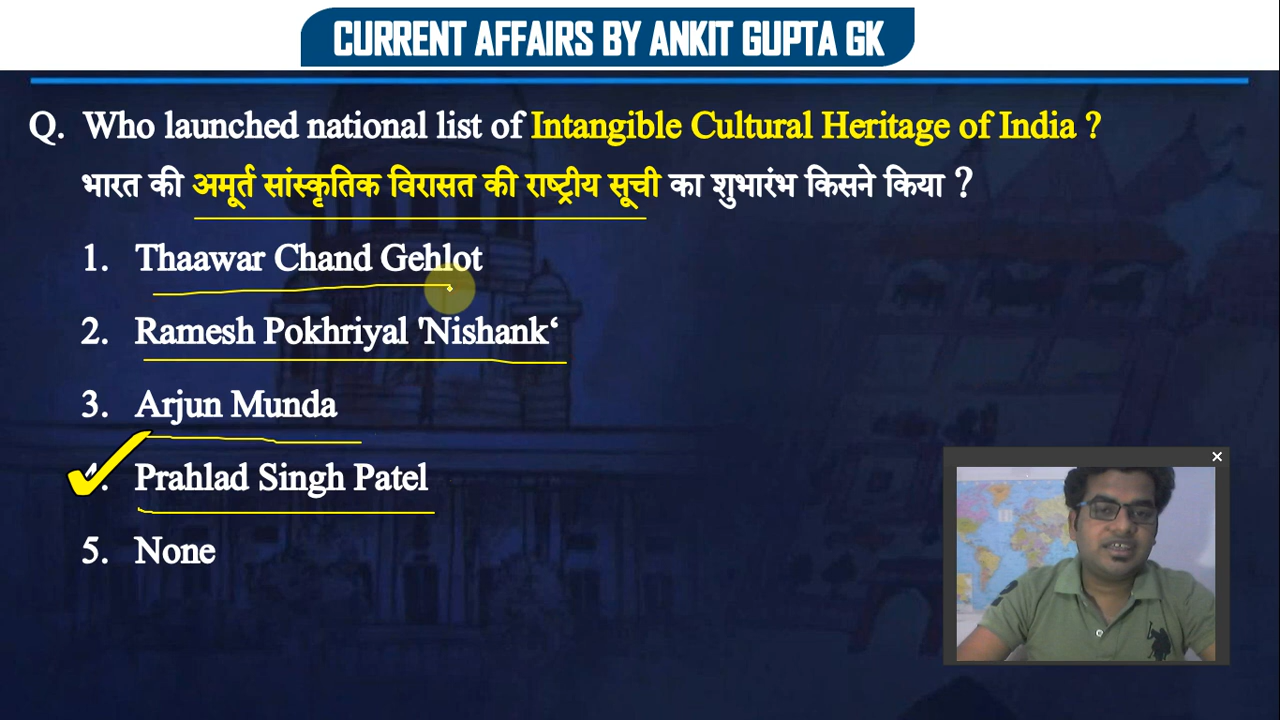 CURRENT AFFAIRS BY ANKIT GUPTA GK
Q. Who launched national list of Intangible Cultural Heritage of India ?
भारत की अमूर्त सांस्कृतिक विरासत की राष्ट्रीय सूची का शुभारंभ किसने किया ?
1. Thaawar Chand Gehlot
2. Ramesh Pokhriyal 'Nishank‘
3. Arjun Munda
4. Prahlad Singh Patel
5. None